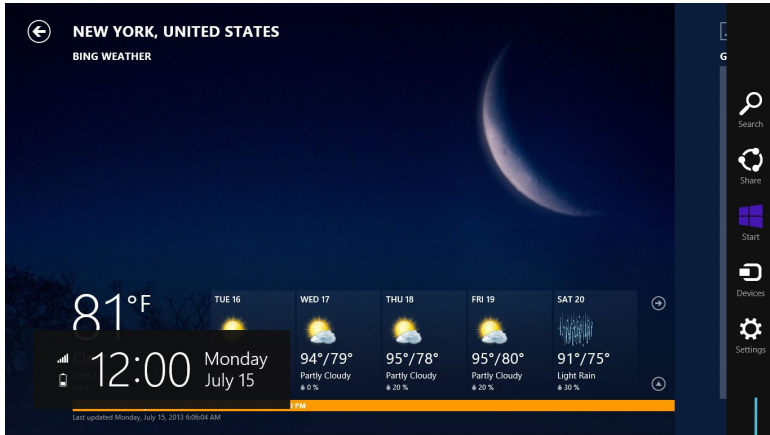 NEW YORK, UNITED STATES
BING WEATHER
G
Search
Share
Start
Devices
Settings
81°F
TUE 16
WED 17
THU 18
FRI 19
SAT 20
94°/79°
95°/78°
95°/80°
91°/75°
Partly Cloudy
Partly Cloudy
Partly Cloudy
Light Rain
0 %
20 %
20 %
30 %
12:00
Monday
July 15
PM
Last updated Monday, July 15, 2013 6:06:04 AM